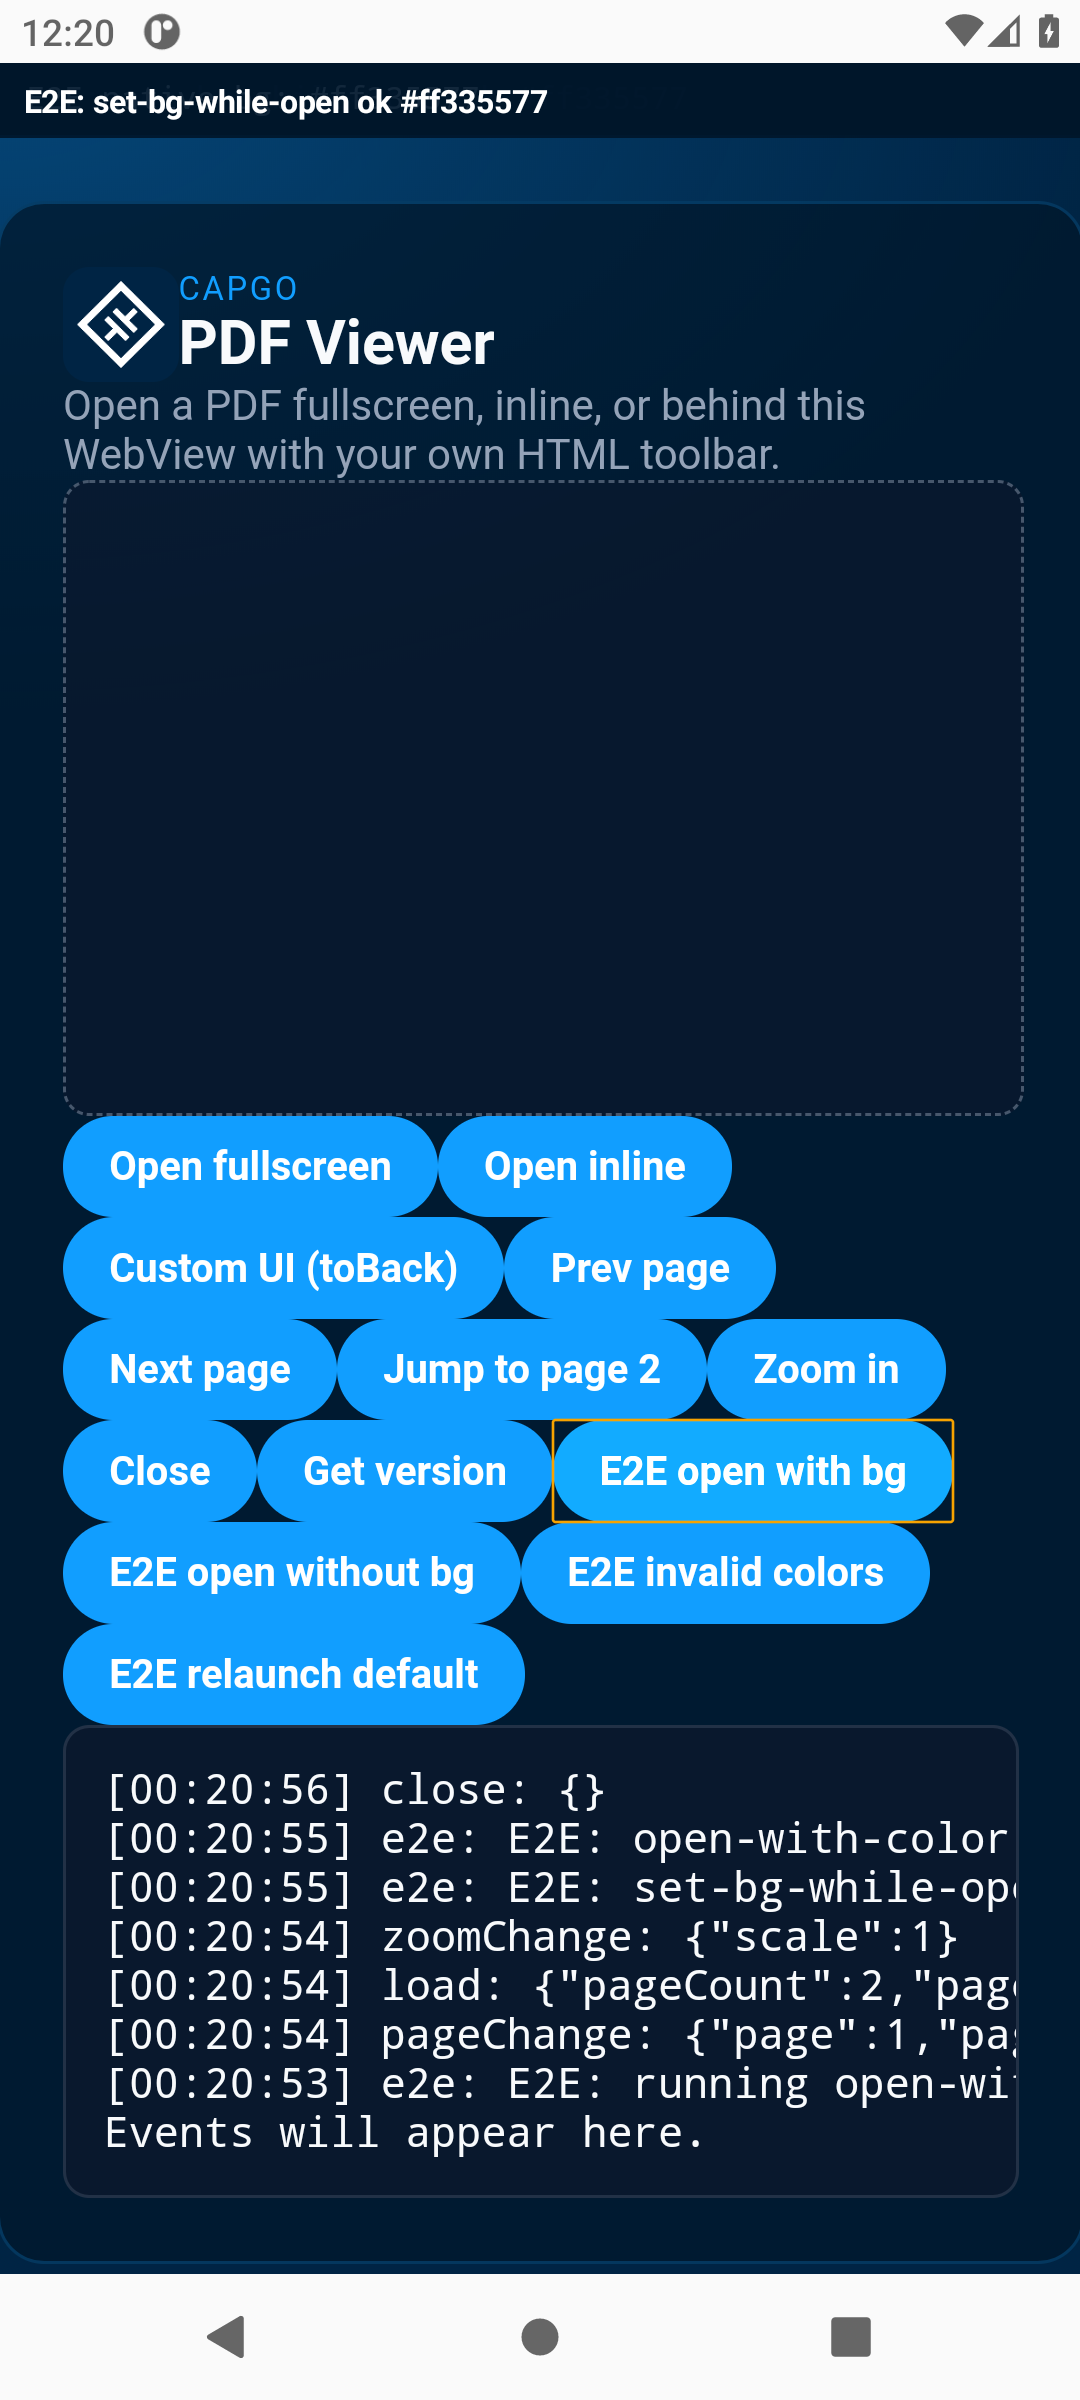 12:20
E2E: set-bg-while-open ok #ff335577
CAPGO
PDF Viewer
Open a PDF fullscreen, inline, or behind this
WebView with your own HTML toolbar.
Open fullscreen
Open inline
Custom UI (toBack)
Prev page
Next page
Jump to page 2
Zoom in
Close
Get version
E2E open with bg
E2E open without bg
E2E invalid colors
E2E relaunch default
[00:20:56] close: {}
[00:20:55] e2e: E2E: open-with-color
[00:20:55] e2e: E2E: set-bg-while-ope
[00:20:54] zoomChange: {"scale":1}
[00:20:54] load: {"pageCount":2,"page
[00:20:54] pageChange: {"page":1,"pag
[00:20:53] e2e: E2E: running open-wit
Events will appear here.